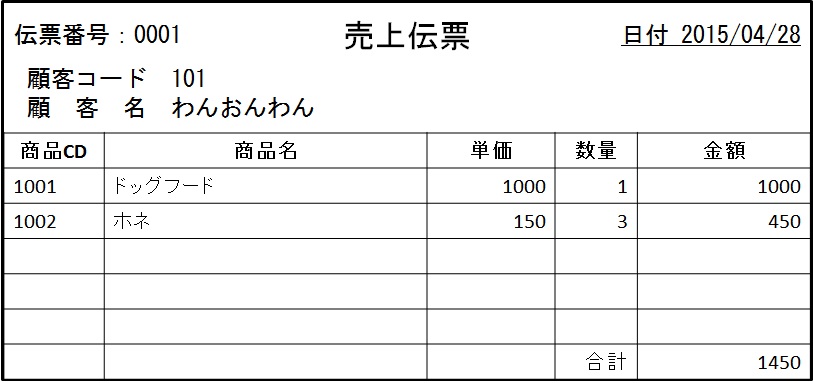 伝票番号：0001 売上伝票 日付 2015/04/28
顧客コード 101
顧 客 名 わんおんわん
商品CD 商品名 単価 数量 金額
1001 ドッグフード 1000 1 1000
1002 ホネ 150 3 450
合計 1450